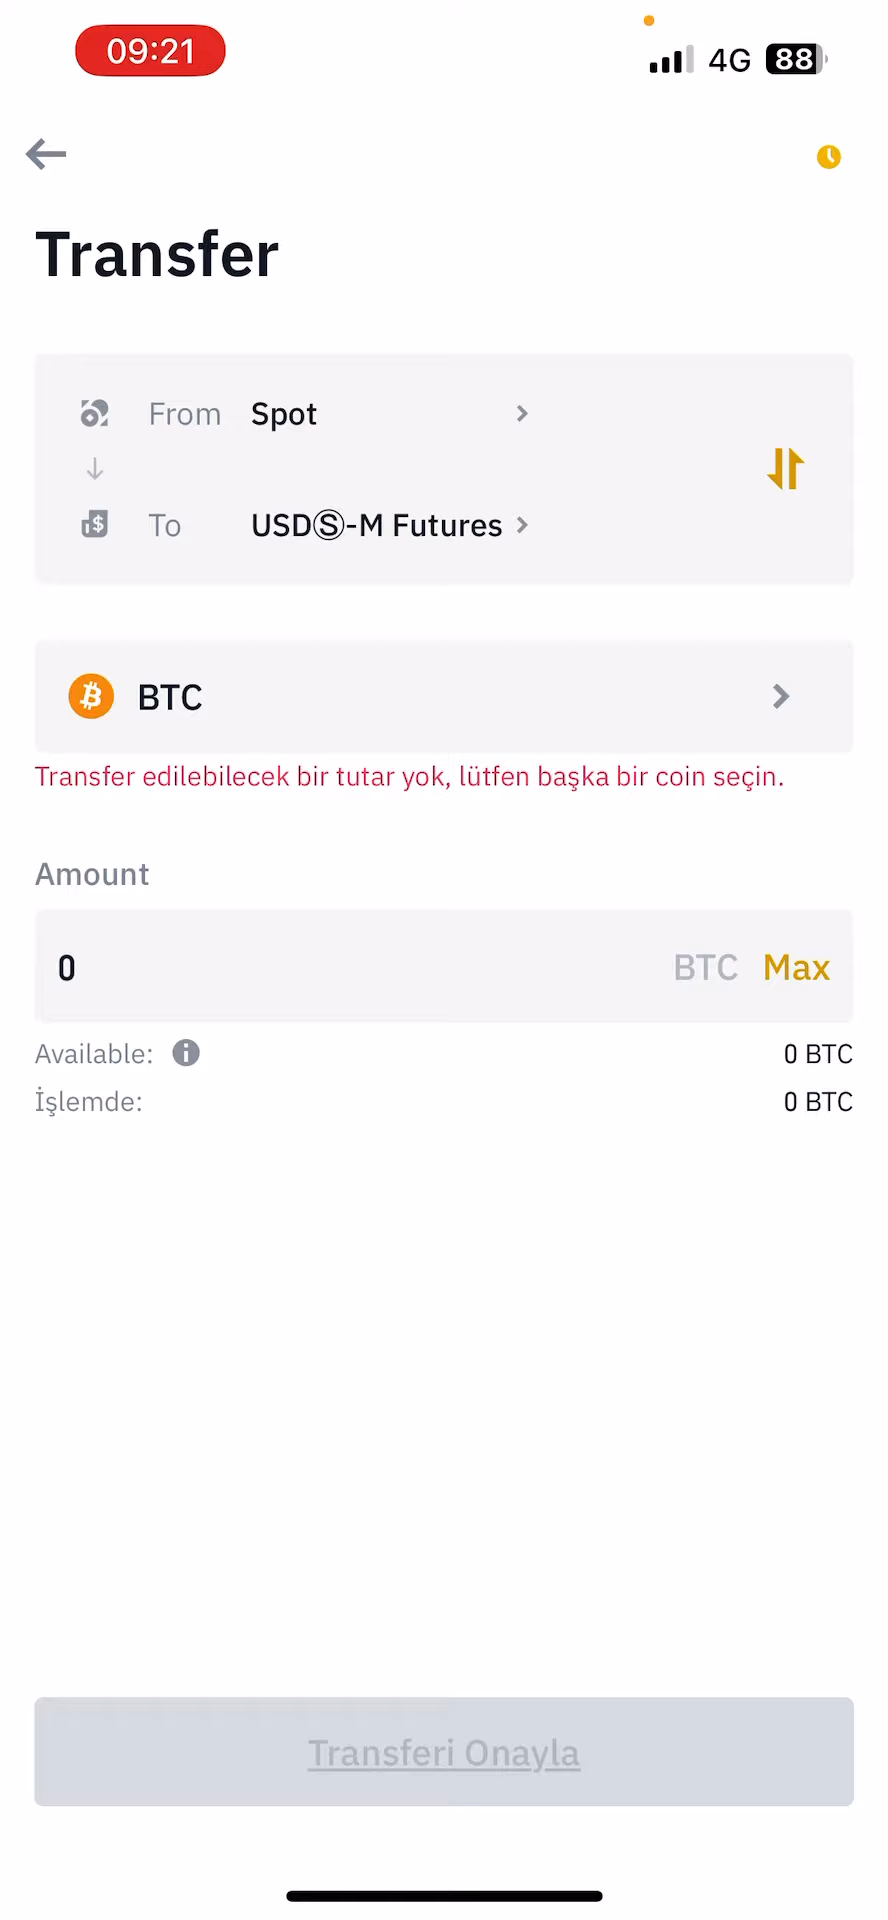 09:21
4G 88
Transfer
From Spot
To USDⓈ-M Futures
BTC
Transfer edilebilecek bir tutar yok, lütfen başka bir coin seçin.
Amount
0 BTC Max
Available: 0 BTC
İşlemde: 0 BTC
Transferi Onayla